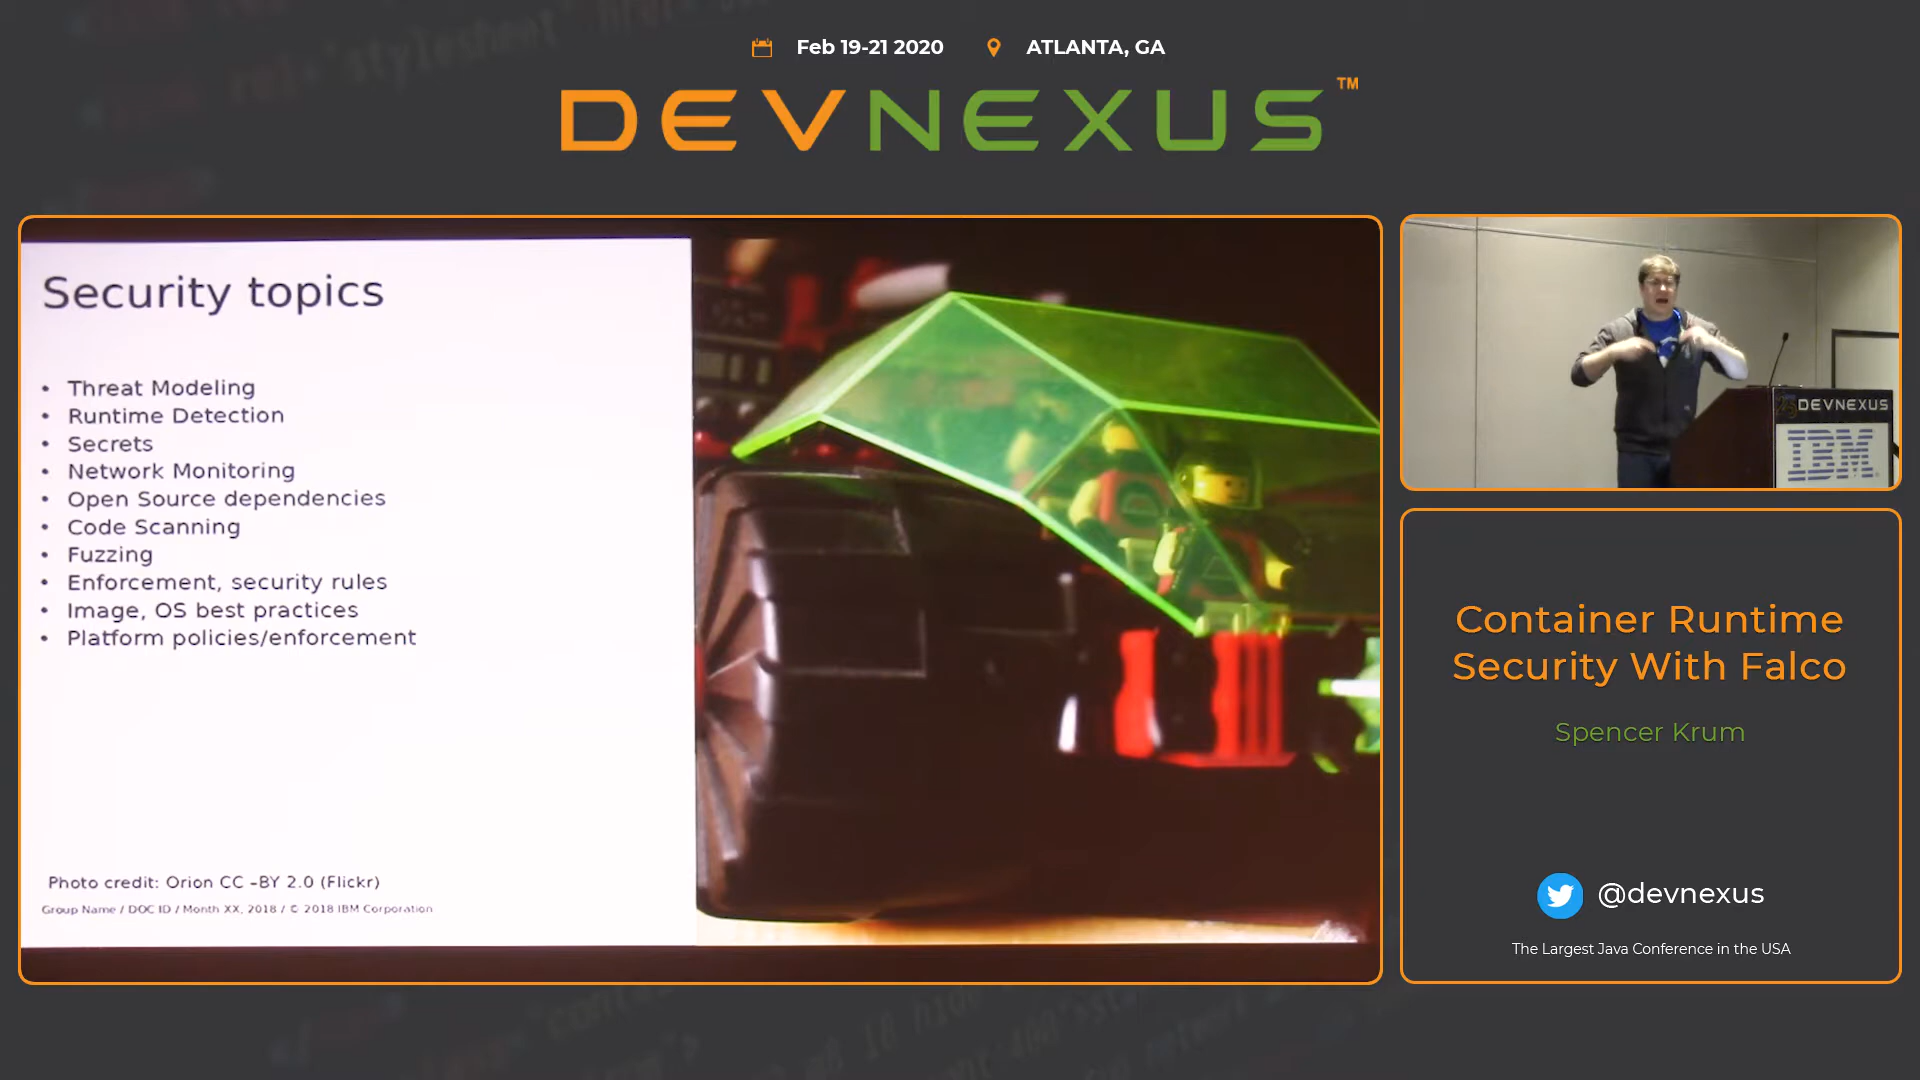 Feb 19-21 2020
ATLANTA, GA
DEVNEXUS™
Security topics
• Threat Modeling
• Runtime Detection
• Secrets
• Network Monitoring
• Open Source dependencies
• Code Scanning
• Fuzzing
• Enforcement, security rules
• Image, OS best practices
• Platform policies/enforcement
Photo credit: Orion CC -BY 2.0 (Flickr)
Group Name / DOC ID / Month XX, 2018 / © 2018 IBM Corporation
DEVNEXUS
IBM
Container Runtime
Security With Falco
Spencer Krum
@devnexus
The Largest Java Conference in the USA